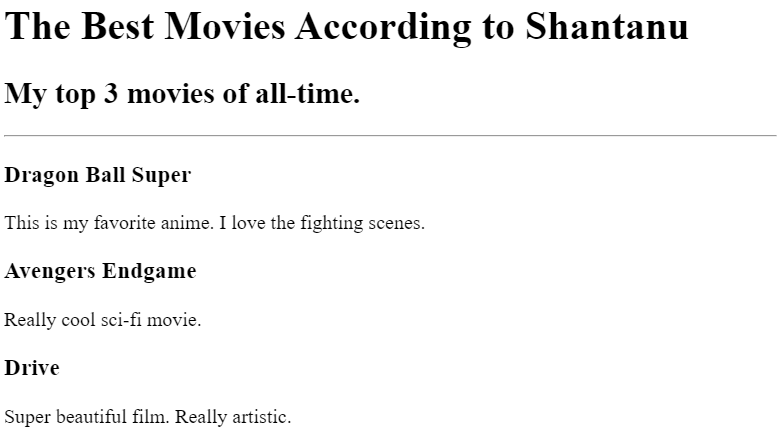 The Best Movies According to Shantanu
My top 3 movies of all-time.
Dragon Ball Super
This is my favorite anime. I love the fighting scenes.
Avengers Endgame
Really cool sci-fi movie.
Drive
Super beautiful film. Really artistic.